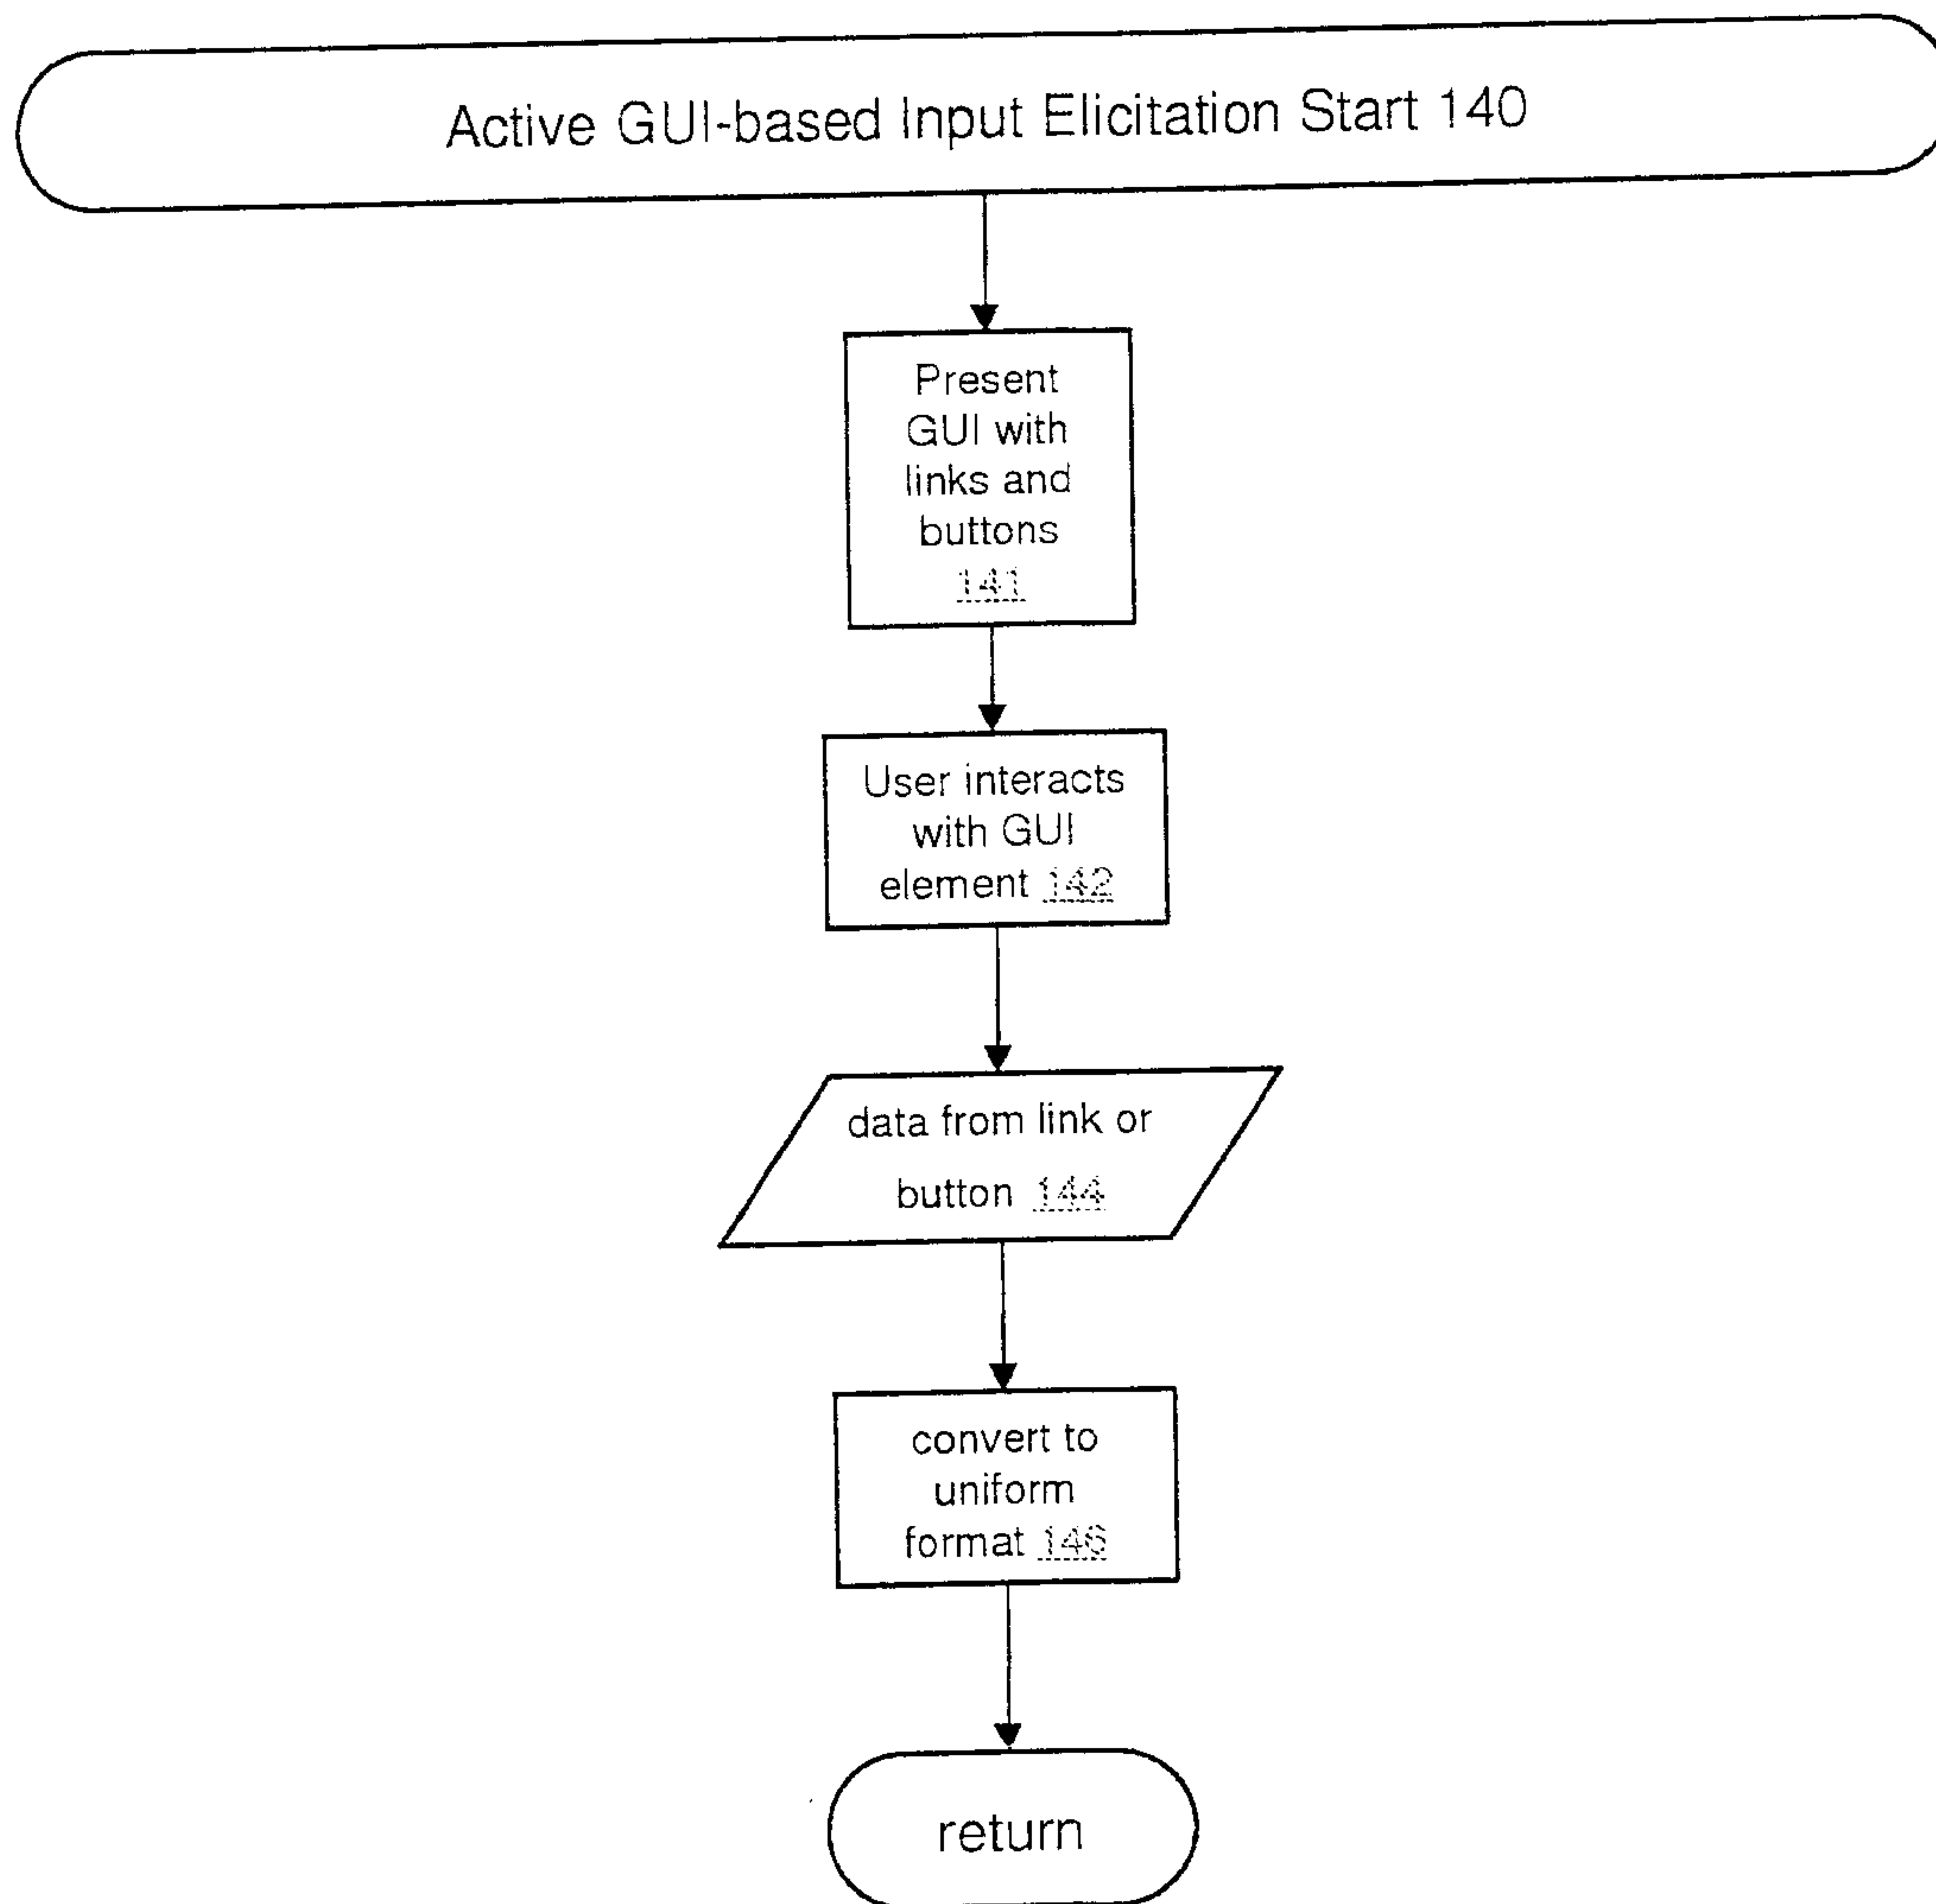 Active GUI-based Input Elicitation Start 140
Present
GUI with
links and
buttons
141
User interacts
with GUI
element 142
data from link or
button 144
convert to
uniform
format 146
return